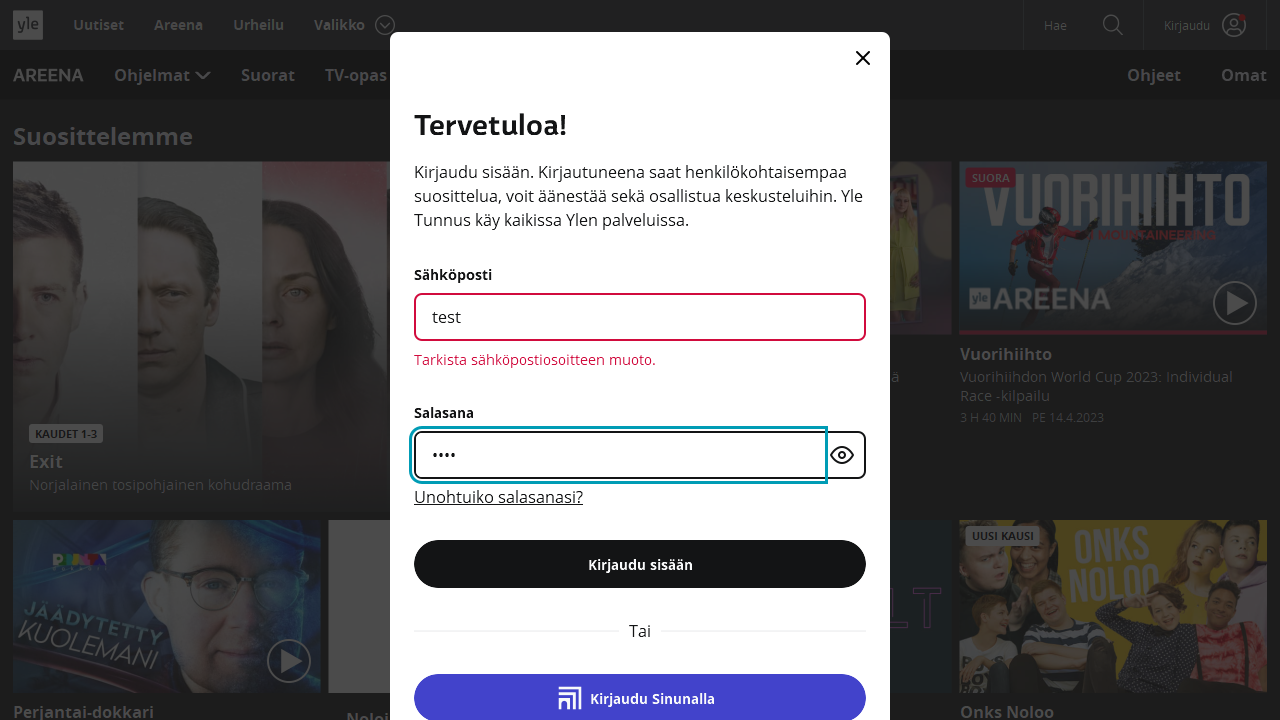 yle Uutiset Areena Urheilu Valikko Hae Kirjaudu
AREENA Ohjelmat Suorat TV-opas Ohjeet Omat
Suosittelemme
Tervetuloa!
Kirjaudu sisään. Kirjautuneena saat henkilökohtaisempaa
suosittelua, voit äänestää sekä osallistua keskusteluihin. Yle
Tunnus käy kaikissa Ylen palveluissa.
Sähköposti
test
Tarkista sähköpostiosoitteen muoto.
Salasana
••••
Unohtuiko salasanasi?
Kirjaudu sisään
Tai
Kirjaudu Sinunalla
KAUDET 1-3
Exit
Norjalainen tosipohjainen kohudraama
SUORA
VUORIHIIHTO
yle AREENA
Vuorihiihto
Vuorihiihdon World Cup 2023: Individual
Race -kilpailu
3 H 40 MIN PE 14.4.2023
ä
JÄÄDYTETTY
KUOLEMANI
Perjantai-dokkari
Noloi
LT
UUSI KAUSI
ONKS
NOLOO
Onks Noloo